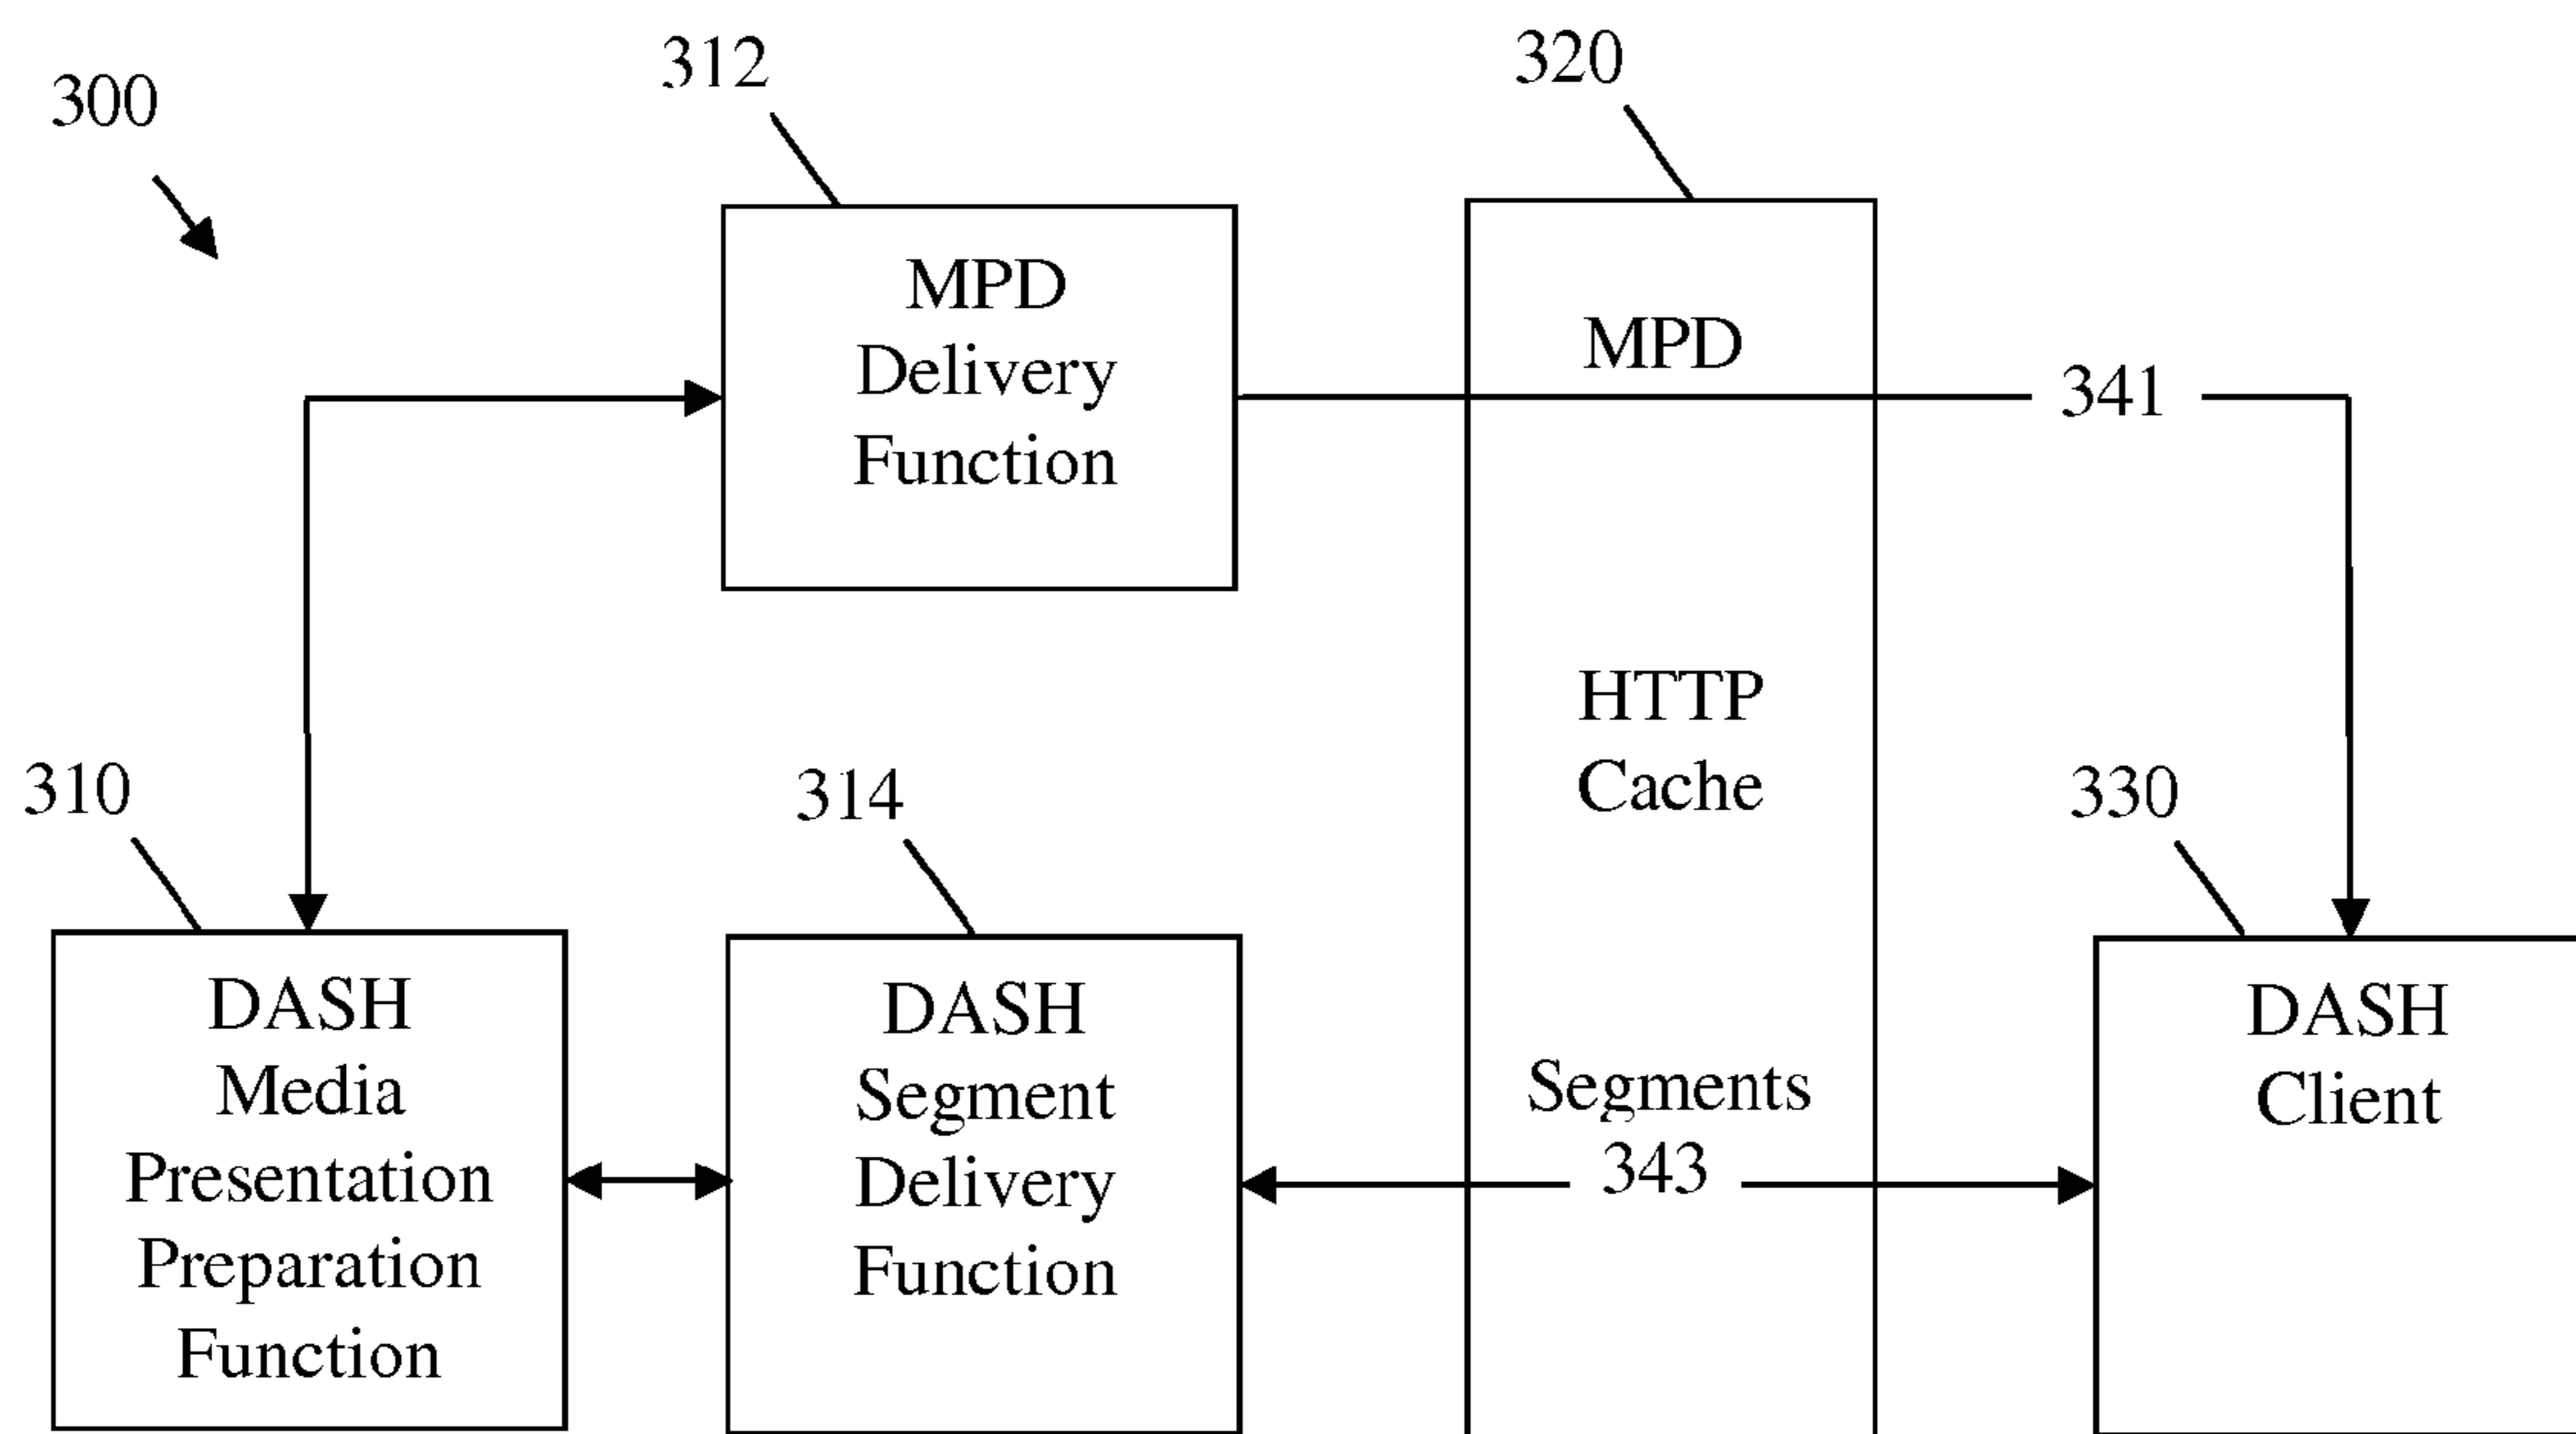 300
312
320
MPD
Delivery
Function
MPD
341
HTTP
Cache
310
314
330
DASH
Media
Presentation
Preparation
Function
DASH
Segment
Delivery
Function
Segments
343
DASH
Client